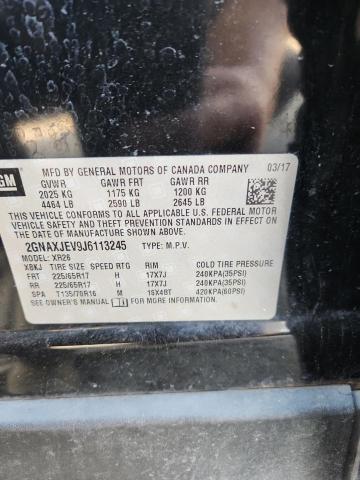 GM
MFD BY GENERAL MOTORS OF CANADA COMPANY 03/17
GVWR GAWR FRT GAWR RR
2025 KG 1175 KG 1200 KG
4464 LB 2590 LB 2645 LB
THIS VEHICLE CONFORMS TO ALL APPLICABLE U.S. FEDERAL MOTOR
VEHICLE SAFETY, BUMPER, AND THEFT PREVENTION STANDARDS IN
EFFECT ON THE DATE OF MANUFACTURE SHOWN ABOVE.
2GNAXJEV9J6113245 TYPE: M.P.V.
MODEL: XR26
XBKJ TIRE SIZE SPEED RTG RIM COLD TIRE PRESSURE
FRT 225/65R17 H 17X7J 240KPA(35PSI)
RR 225/65R17 H 17X7J 240KPA(35PSI)
SPA T135/70R16 M 16X4BT 420KPA(60PSI)
SEE OWNER'S MANUAL FOR MORE INFORMATION.